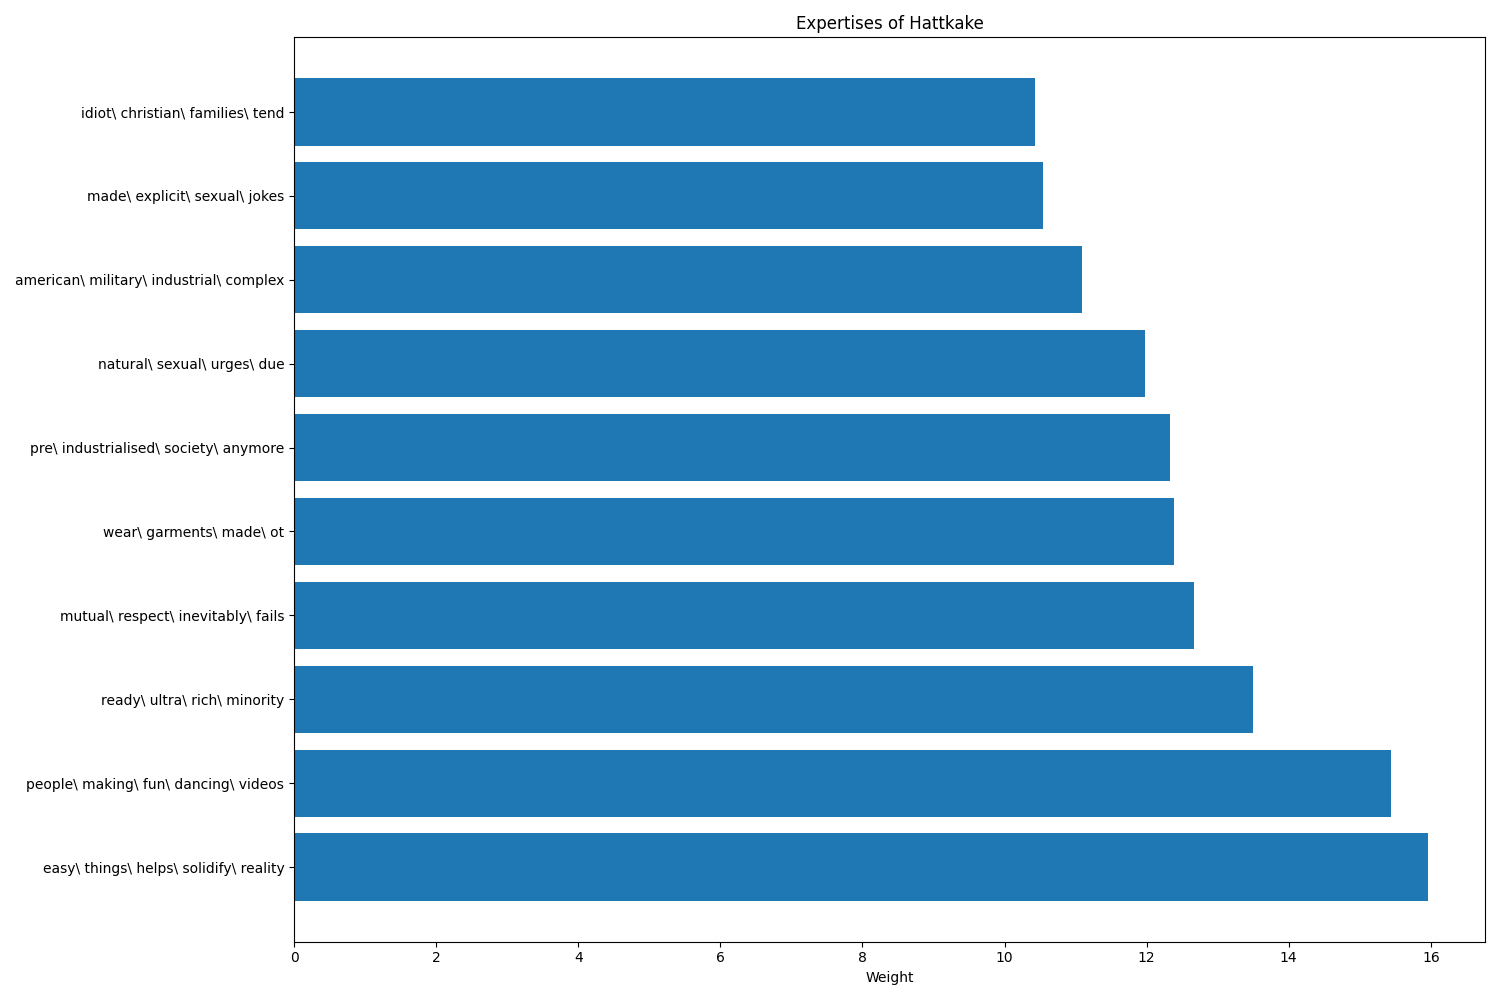 Expertises of Hattkake
idiot\ christian\ families\ tend
made\ explicit\ sexual\ jokes
american\ military\ industrial\ complex
natural\ sexual\ urges\ due
pre\ industrialised\ society\ anymore
wear\ garments\ made\ ot
mutual\ respect\ inevitably\ fails
ready\ ultra\ rich\ minority
people\ making\ fun\ dancing\ videos
easy\ things\ helps\ solidify\ reality
0 2 4 6 8 10 12 14 16
Weight